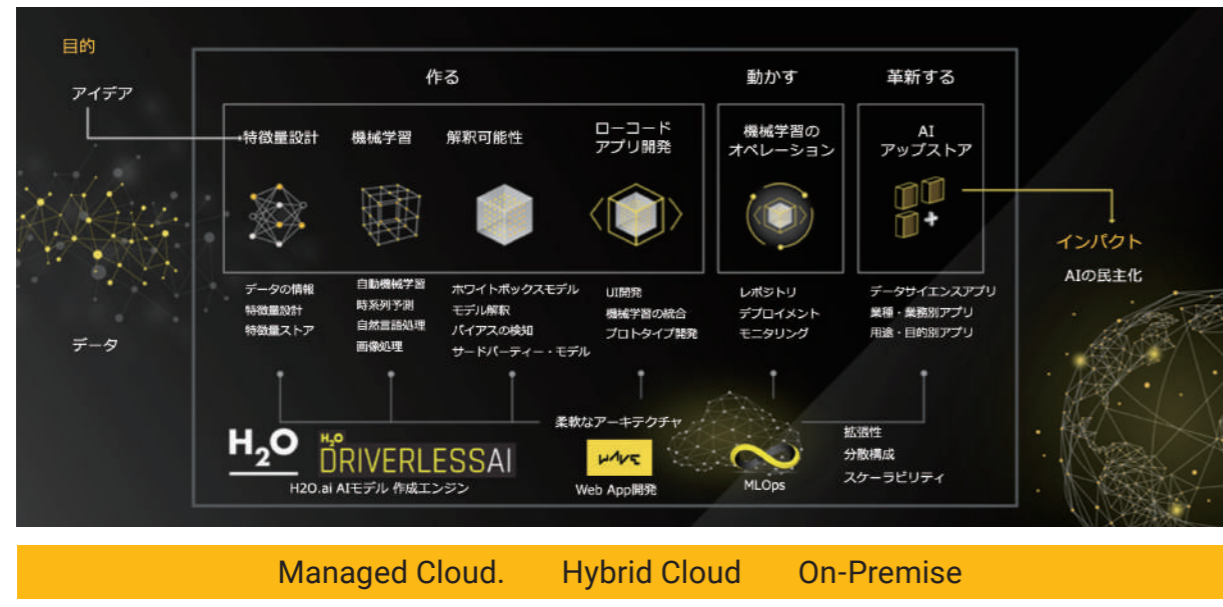 目的
アイデア
データ
作る
動かす
革新する
特徴量設計
機械学習
解釈可能性
ローコード
アプリ開発
機械学習の
オペレーション
AI
アップストア
データの情報
特徴量設計
特徴量ストア
自動機械学習
時系列予測
自然言語処理
画像処理
ホワイトボックスモデル
モデル解釈
バイアスの検知
サードパーティー・モデル
UI開発
機械学習の統合
プロトタイプ開発
レポジトリ
デプロイメント
モニタリング
データサイエンスアプリ
業種・業務別アプリ
用途・目的別アプリ
インパクト
AIの民主化
柔軟なアーキテクチャ
H2O
H2O
DRIVERLESSAI
H2O.ai AIモデル 作成エンジン
WAVE
Web App開発
MLOps
拡張性
分散構成
スケーラビリティ
Managed Cloud. Hybrid Cloud On-Premise